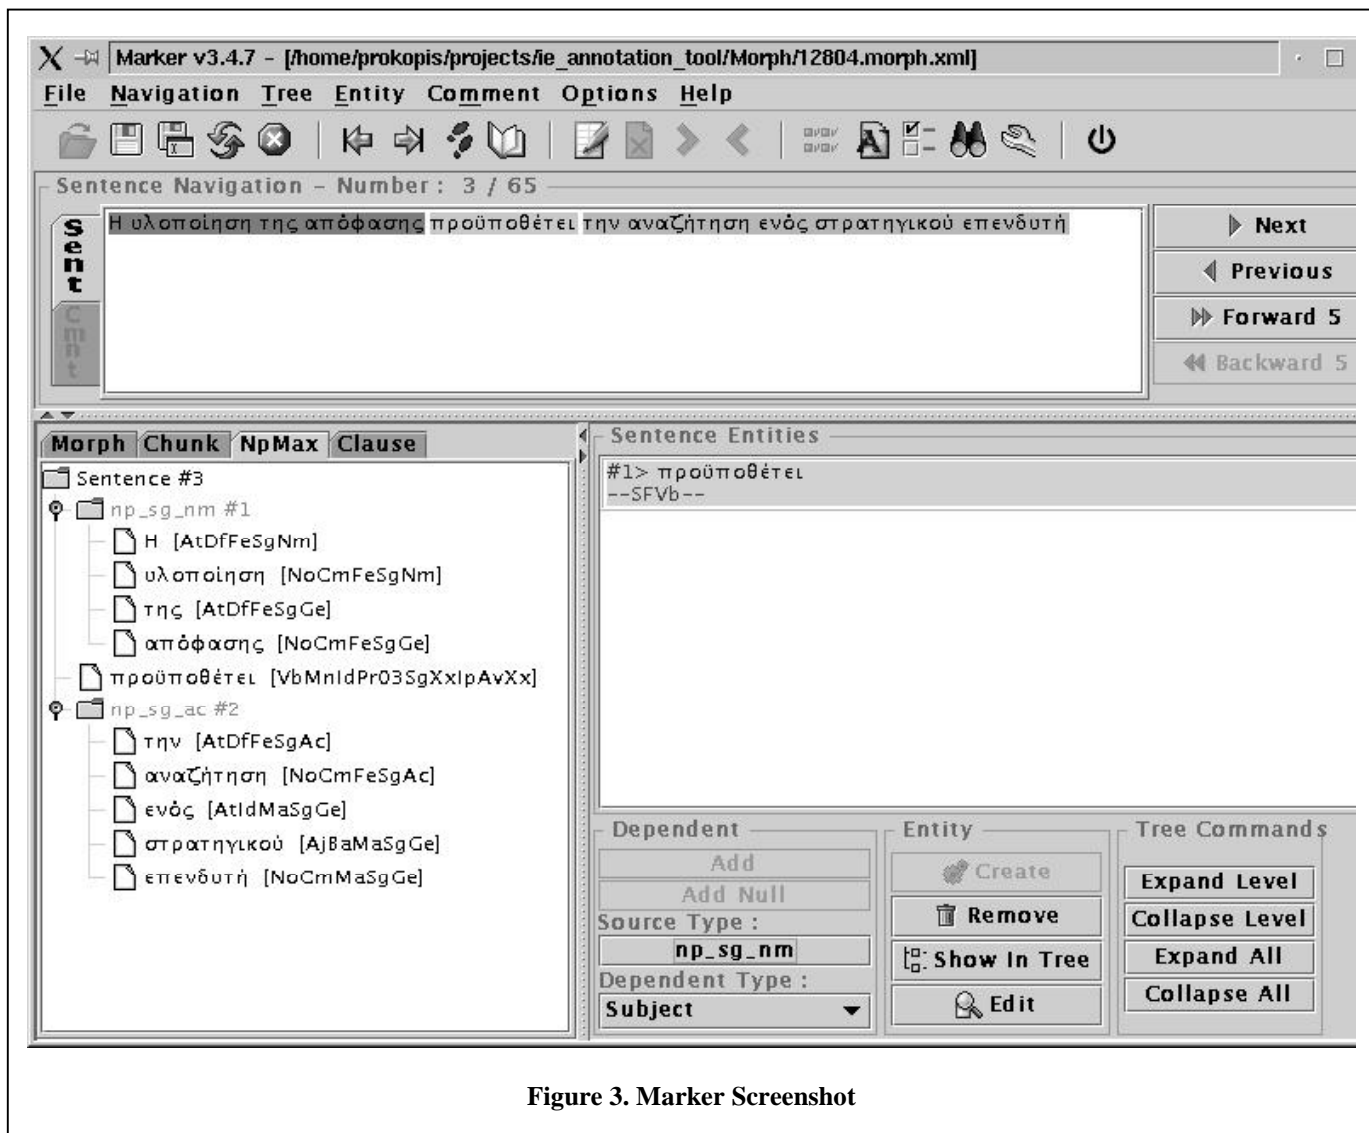 Marker v3.4.7 - [/home/prokopis/projects/ie_annotation_tool/Morph/12804.morph.xml]
File Navigation Tree Entity Comment Options Help
Sentence Navigation - Number : 3 / 65
Sent
Cmnt
Η υλοποίηση της απόφασης προϋποθέτει την αναζήτηση ενός στρατηγικού επενδυτή
Next
Previous
Forward 5
Backward 5
Morph Chunk NpMax Clause
Sentence #3
np_sg_nm #1
Η [AtDfFeSgNm]
υλοποίηση [NoCmFeSgNm]
της [AtDfFeSgGe]
απόφασης [NoCmFeSgGe]
προϋποθέτει [VbMnIdPr03SgXxIpAvXx]
np_sg_ac #2
την [AtDfFeSgAc]
αναζήτηση [NoCmFeSgAc]
ενός [AtIdMaSgGe]
στρατηγικού [AjBaMaSgGe]
επενδυτή [NoCmMaSgGe]
Sentence Entities
#1> προϋποθέτει
--SFVb--
Dependent
Add
Add Null
Source Type :
np_sg_nm
Dependent Type :
Subject
Entity
Create
Remove
Show In Tree
Edit
Tree Commands
Expand Level
Collapse Level
Expand All
Collapse All
Figure 3. Marker Screenshot